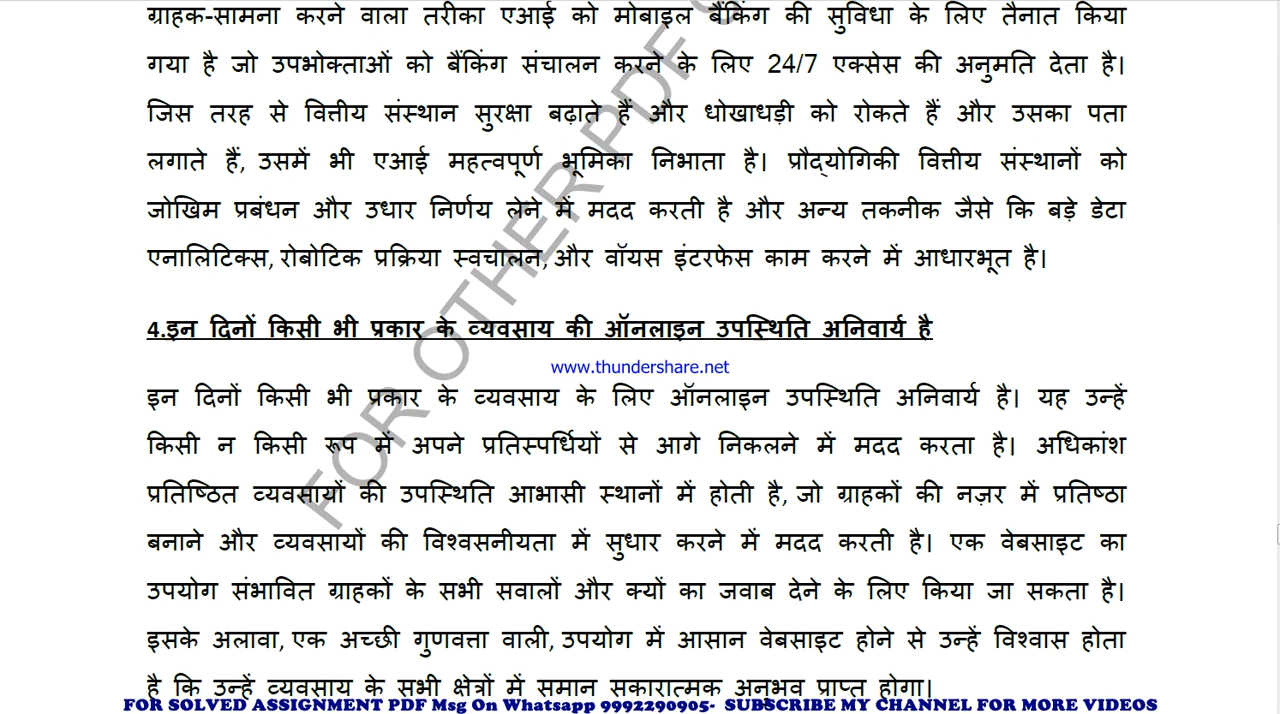 ग्राहक-सामना करने वाला तरीका एआई को मोबाइल बैंकिंग की सुविधा के लिए तैनात किया
गया है जो उपभोक्ताओं को बैंकिंग संचालन करने के लिए 24/7 एक्सेस की अनुमति देता है।
जिस तरह से वित्तीय संस्थान सुरक्षा बढ़ाते हैं और धोखाधड़ी को रोकते हैं और उसका पता
लगाते हैं, उसमें भी एआई महत्वपूर्ण भूमिका निभाता है। प्रौद्योगिकी वित्तीय संस्थानों को
जोखिम प्रबंधन और उधार निर्णय लेने में मदद करती है और अन्य तकनीक जैसे कि बड़े डेटा
एनालिटिक्स, रोबोटिक प्रक्रिया स्वचालन, और वॉयस इंटरफेस काम करने में आधारभूत है।
4.इन दिनों किसी भी प्रकार के व्यवसाय की ऑनलाइन उपस्थिति अनिवार्य है
www.thundershare.net
इन दिनों किसी भी प्रकार के व्यवसाय के लिए ऑनलाइन उपस्थिति अनिवार्य है। यह उन्हें
किसी न किसी रूप में अपने प्रतिस्पर्धियों से आगे निकलने में मदद करता है। अधिकांश
प्रतिष्ठित व्यवसायों की उपस्थिति आभासी स्थानों में होती है, जो ग्राहकों की नज़र में प्रतिष्ठा
बनाने और व्यवसायों की विश्वसनीयता में सुधार करने में मदद करती है। एक वेबसाइट का
उपयोग संभावित ग्राहकों के सभी सवालों और क्यों का जवाब देने के लिए किया जा सकता है।
इसके अलावा, एक अच्छी गुणवत्ता वाली, उपयोग में आसान वेबसाइट होने से उन्हें विश्वास होता
है कि उन्हें व्यवसाय के सभी क्षेत्रों में समान सकारात्मक अनुभव प्राप्त होगा।
FOR SOLVED ASSIGNMENT PDF Msg On Whatsapp 9992290905- SUBSCRIBE MY CHANNEL FOR MORE VIDEOS
FOR OTHER PDF